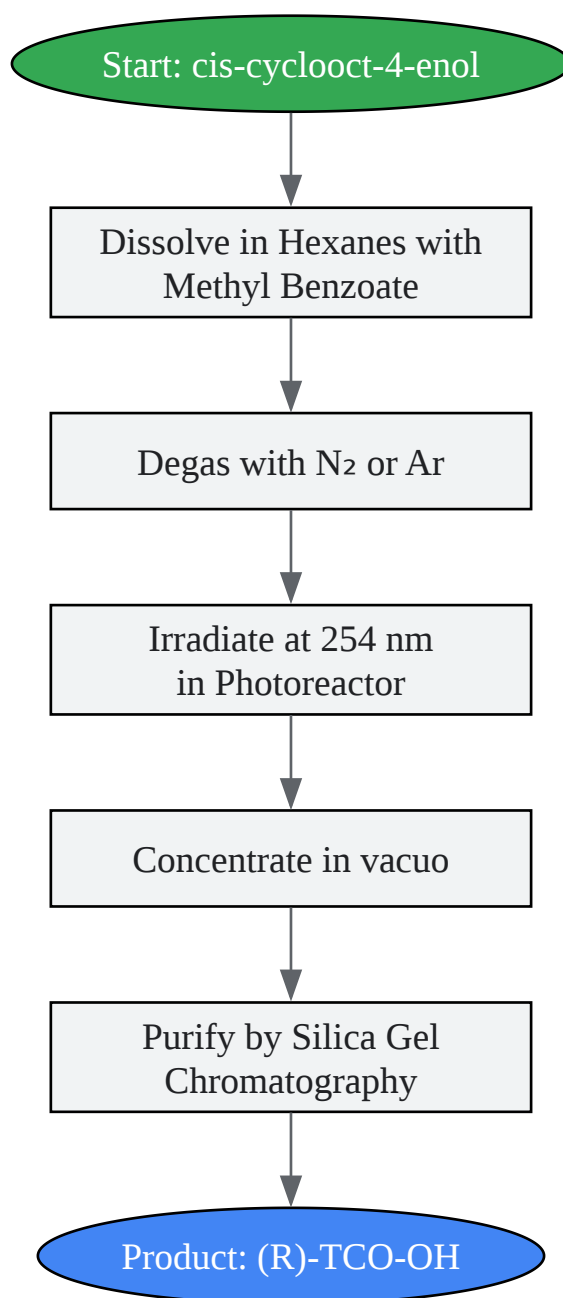 Start: cis-cyclooct-4-enol
Dissolve in Hexanes with
Methyl Benzoate
Degas with N₂ or Ar
Irradiate at 254 nm
in Photoreactor
Concentrate in vacuo
Purify by Silica Gel
Chromatography
Product: (R)-TCO-OH